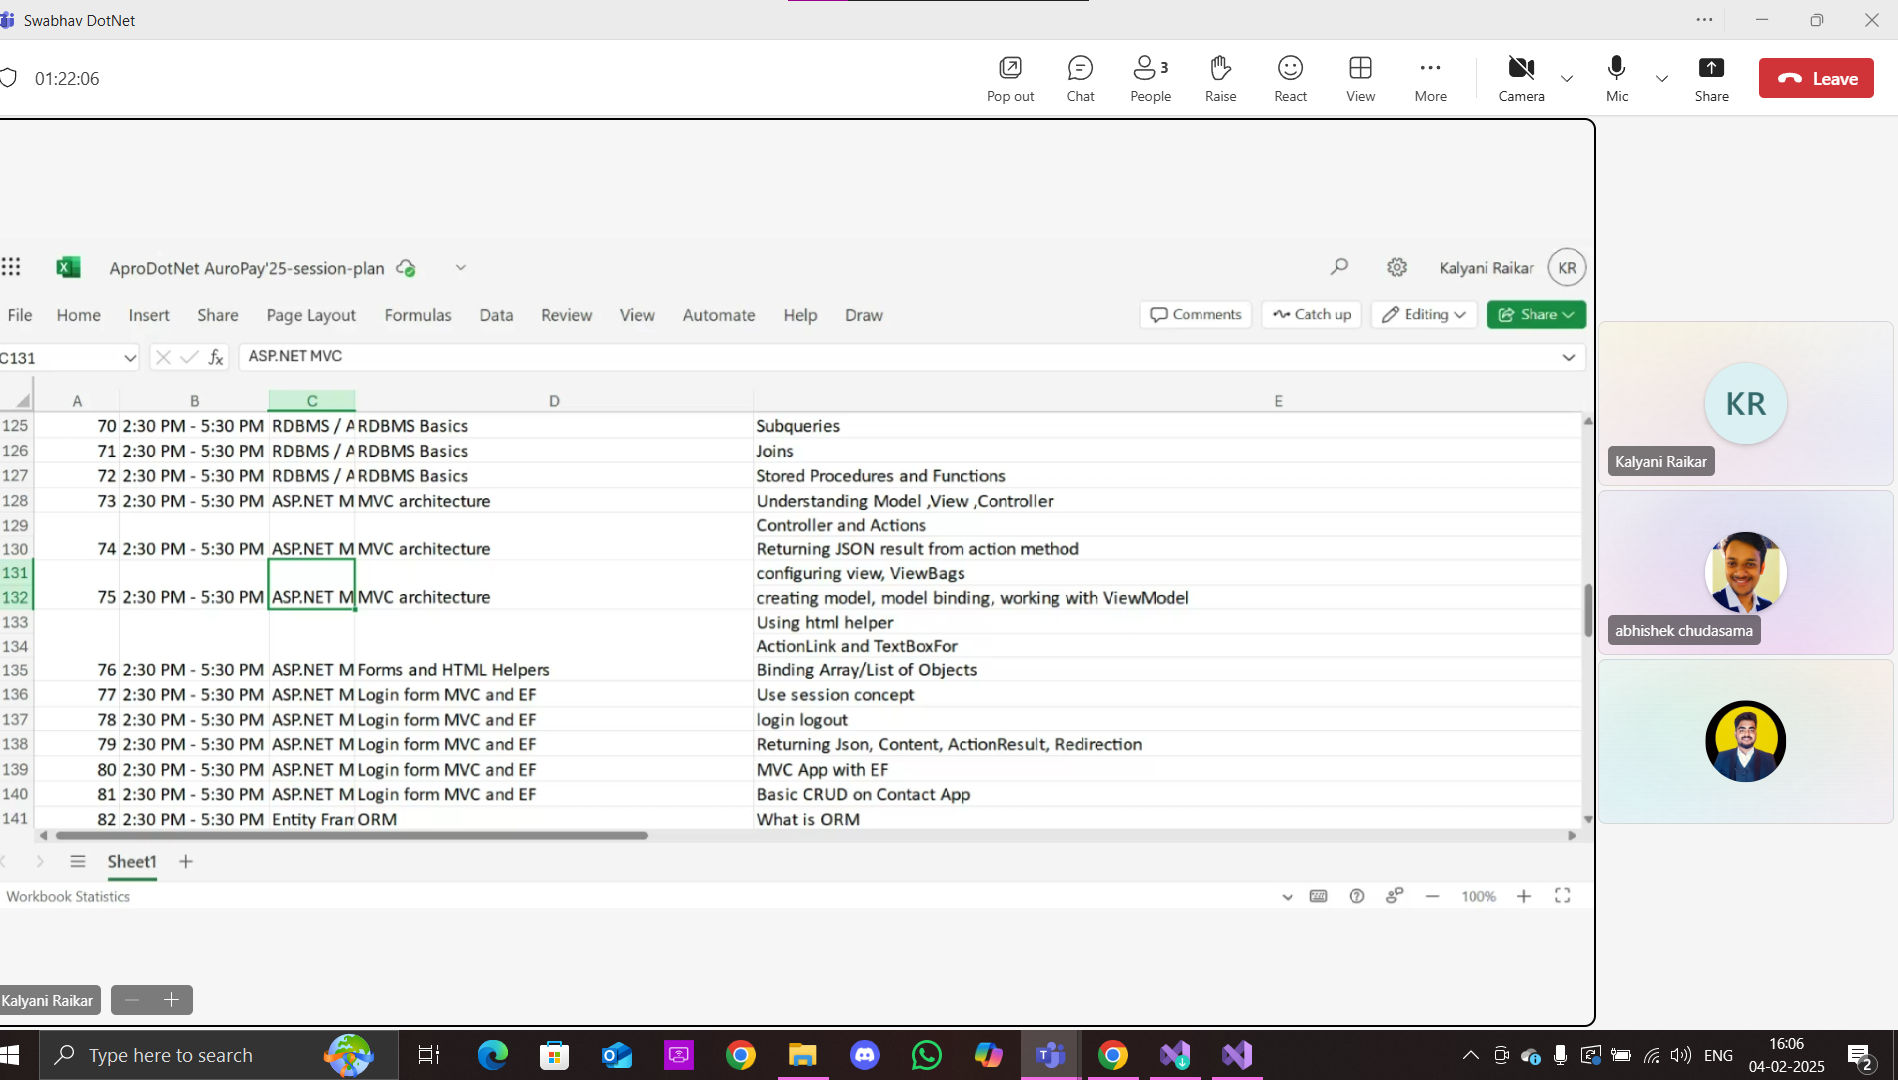 Swabhav DotNet
01:22:06
Pop out
Chat
3
People
Raise
React
View
More
Camera
Mic
Share
Leave
AproDotNet AuroPay'25-session-plan
Kalyani Raikar
KR
File Home Insert Share Page Layout Formulas Data Review View Automate Help Draw
Comments
Catch up
Editing
Share
C131
fx
ASP.NET MVC
A B C D E
125 70 2:30 PM - 5:30 PM RDBMS / A RDBMS Basics Subqueries
126 71 2:30 PM - 5:30 PM RDBMS / A RDBMS Basics Joins
127 72 2:30 PM - 5:30 PM RDBMS / A RDBMS Basics Stored Procedures and Functions
128 73 2:30 PM - 5:30 PM ASP.NET M MVC architecture Understanding Model ,View ,Controller
129 Controller and Actions
130 74 2:30 PM - 5:30 PM ASP.NET M MVC architecture Returning JSON result from action method
131 configuring view, ViewBags
132 75 2:30 PM - 5:30 PM ASP.NET M MVC architecture creating model, model binding, working with ViewModel
133 Using html helper
134 ActionLink and TextBoxFor
135 76 2:30 PM - 5:30 PM ASP.NET M Forms and HTML Helpers Binding Array/List of Objects
136 77 2:30 PM - 5:30 PM ASP.NET M Login form MVC and EF Use session concept
137 78 2:30 PM - 5:30 PM ASP.NET M Login form MVC and EF login logout
138 79 2:30 PM - 5:30 PM ASP.NET M Login form MVC and EF Returning Json, Content, ActionResult, Redirection
139 80 2:30 PM - 5:30 PM ASP.NET M Login form MVC and EF MVC App with EF
140 81 2:30 PM - 5:30 PM ASP.NET M Login form MVC and EF Basic CRUD on Contact App
141 82 2:30 PM - 5:30 PM Entity Fran ORM What is ORM
Sheet1
Workbook Statistics
100%
Kalyani Raikar
KR
Kalyani Raikar
abhishek chudasama
Type here to search
ENG
16:06
04-02-2025
2